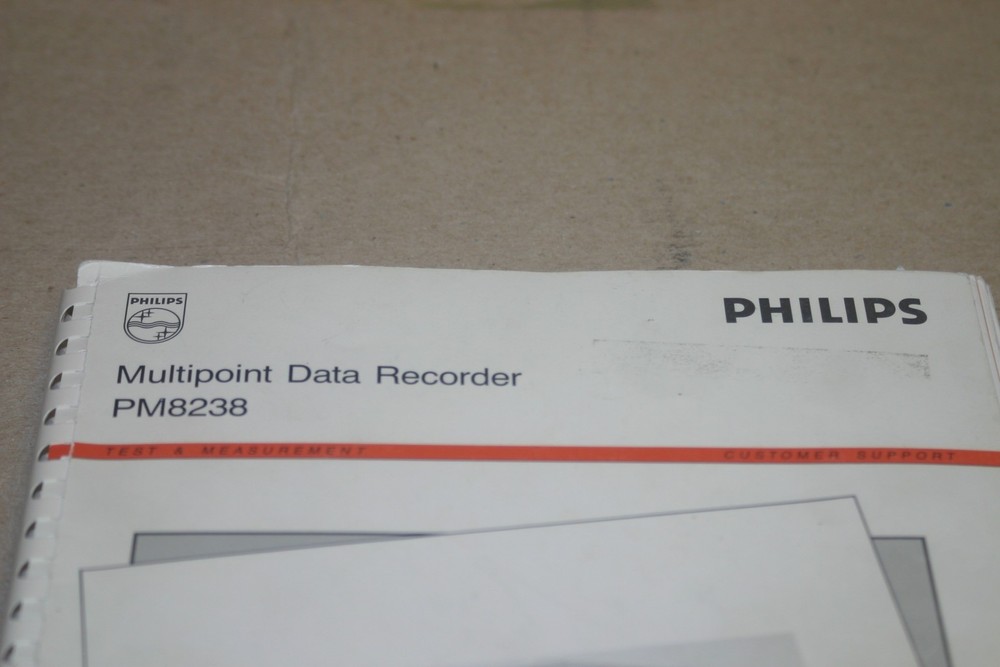 PHILIPS
PHILIPS
Multipoint Data Recorder
PM8238
TEST & MEASUREMENT CUSTOMER SUPPORT